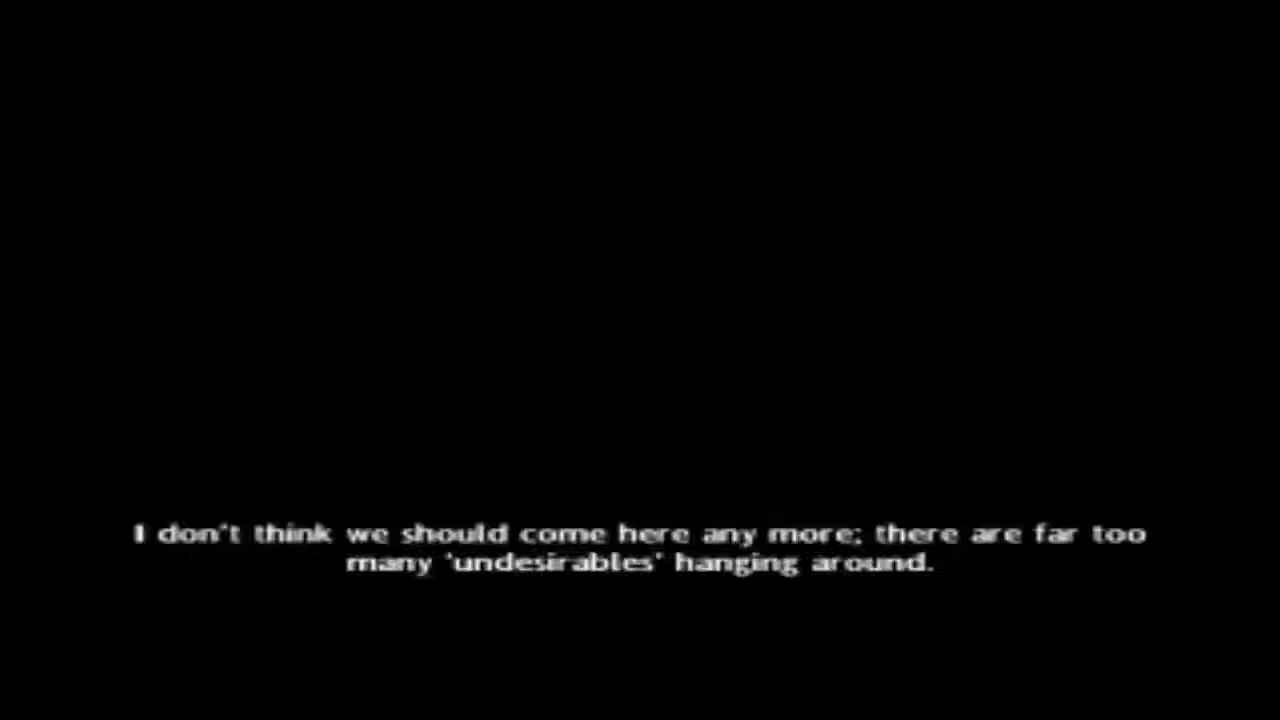 I don't think we should come here any more; there are far too
many 'undesirables' hanging around.